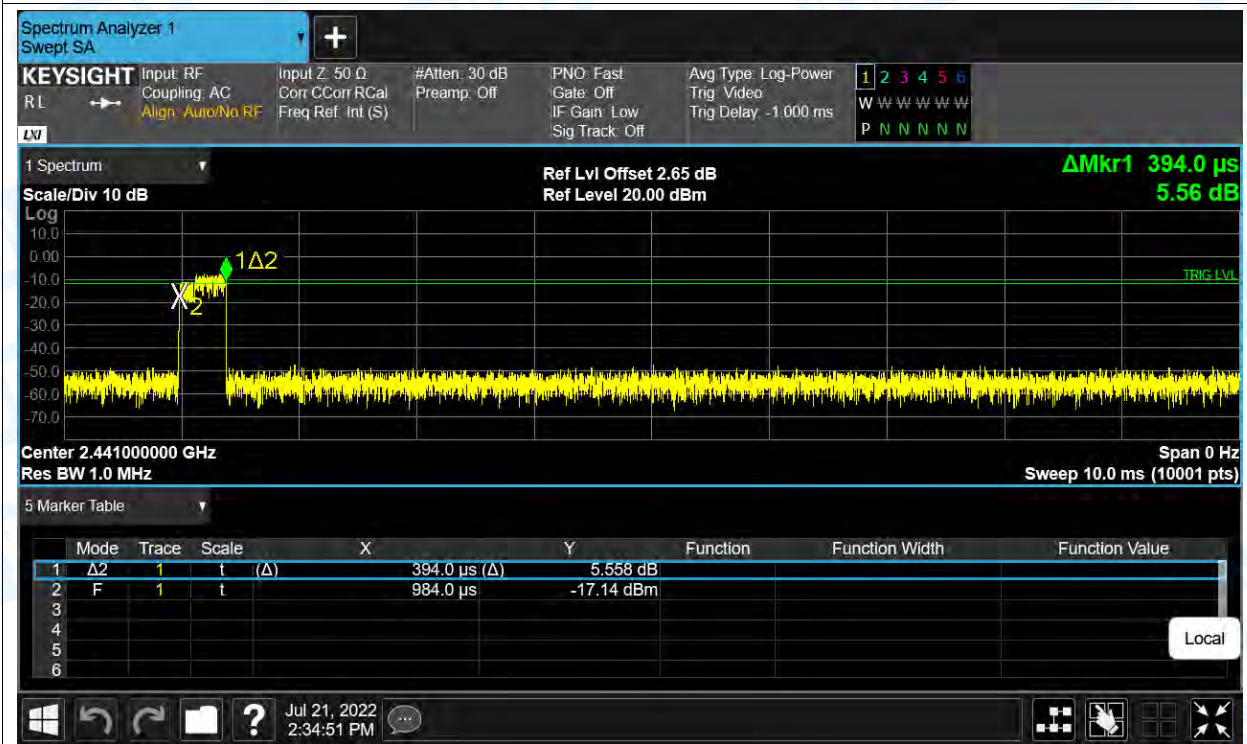 Spectrum Analyzer 1
Swept SA
+
KEYSIGHT Input: RF Input Z: 50 Ω #Atten: 30 dB PNO: Fast Avg Type: Log-Power 1 2 3 4 5 6
R L Coupling: AC Corr CCorr RCal Preamp: Off Gate: Off Trig: Video W W W W W W
Align: Auto/No RF Freq Ref: Int (S) IF Gain: Low Trig Delay: -1.000 ms
LXI Sig Track: Off P N N N N N
1 Spectrum Ref Lvl Offset 2.65 dB ΔMkr1 394.0 µs
Scale/Div 10 dB Ref Level 20.00 dBm 5.56 dB
Log
10.0
0.00 1Δ2
-10.0 TRIG LVL
-20.0 X2
-30.0
-40.0
-50.0
-60.0
-70.0
Center 2.441000000 GHz Span 0 Hz
Res BW 1.0 MHz Sweep 10.0 ms (10001 pts)
5 Marker Table
Mode Trace Scale X Y Function Function Width Function Value
1 Δ2 1 t (Δ) 394.0 µs (Δ) 5.558 dB
2 F 1 t 984.0 µs -17.14 dBm
3
4
5
6
Local
? Jul 21, 2022
2:34:51 PM